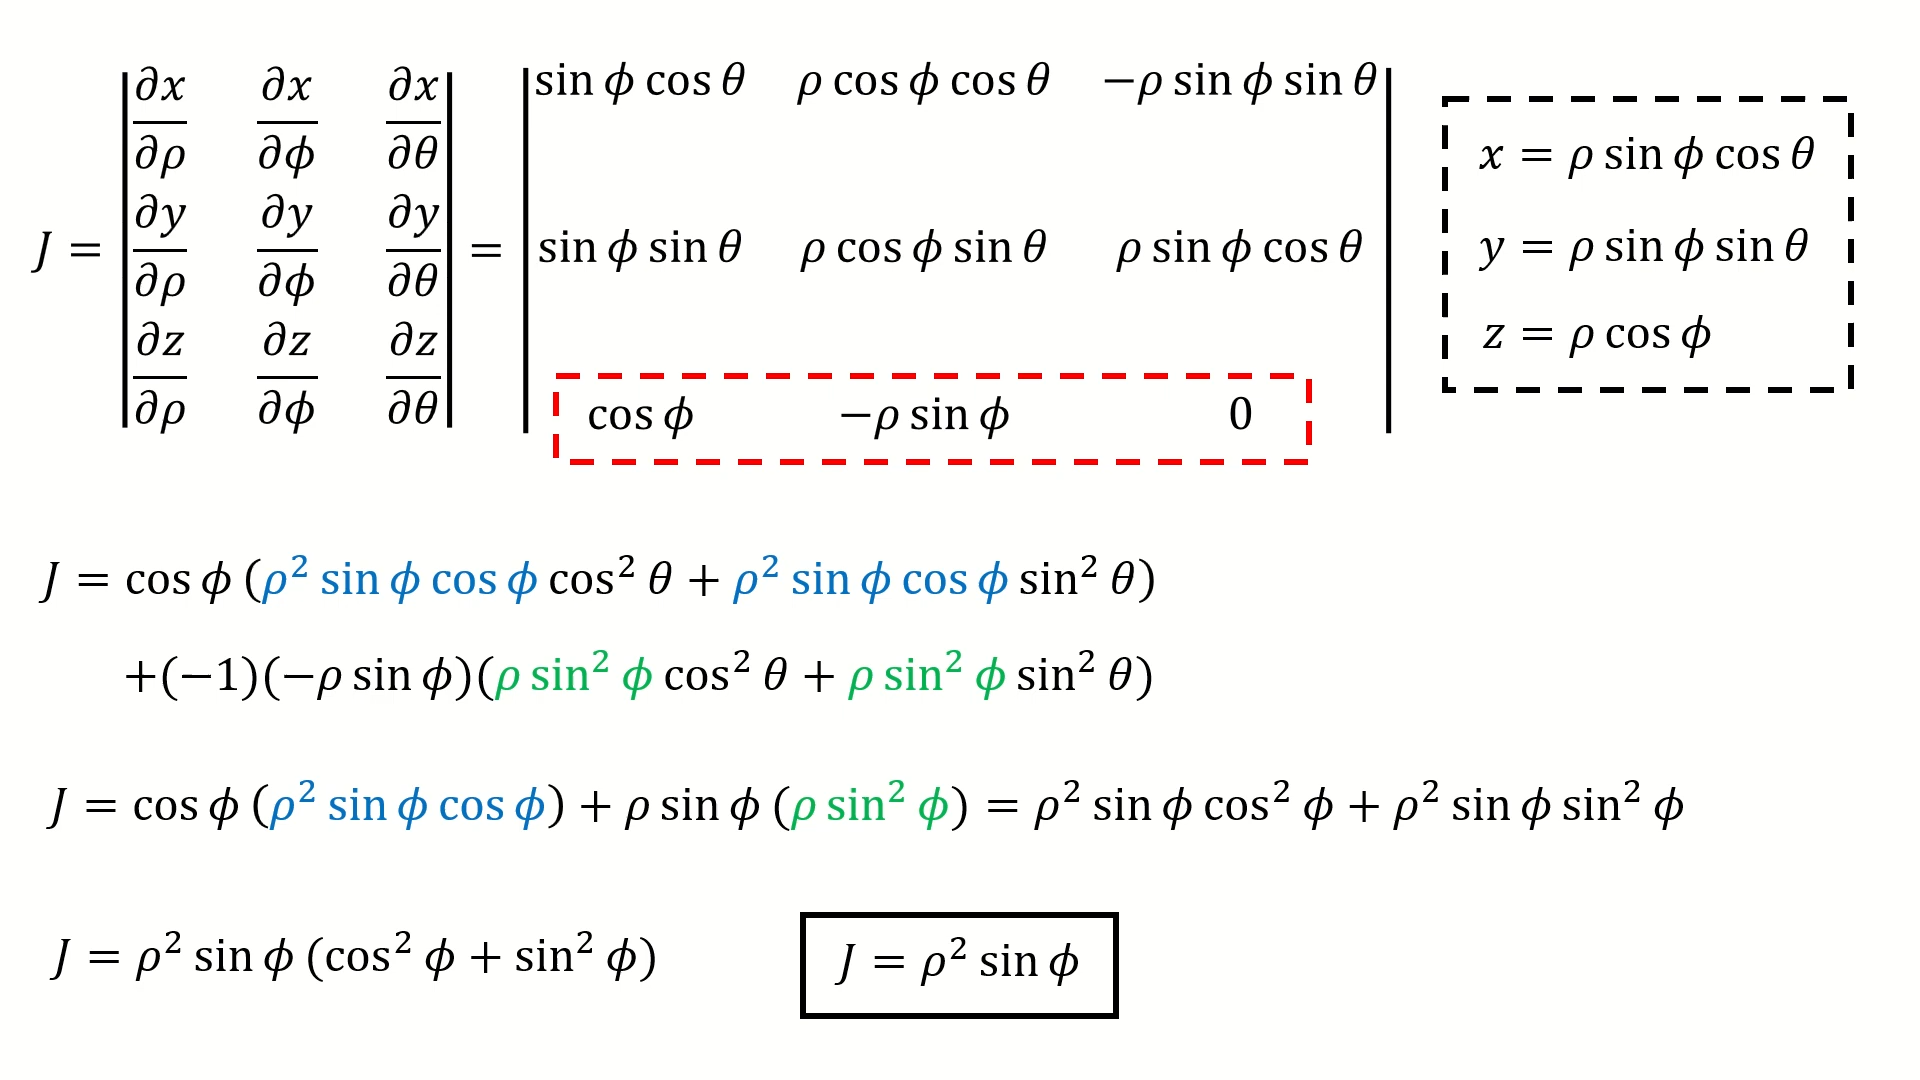 J = | ∂x/∂ρ ∂x/∂ϕ ∂x/∂θ | = | sin ϕ cos θ ρ cos ϕ cos θ −ρ sin ϕ sin θ |
| ∂y/∂ρ ∂y/∂ϕ ∂y/∂θ | | sin ϕ sin θ ρ cos ϕ sin θ ρ sin ϕ cos θ |
| ∂z/∂ρ ∂z/∂ϕ ∂z/∂θ | | cos ϕ −ρ sin ϕ 0 |
x = ρ sin ϕ cos θ
y = ρ sin ϕ sin θ
z = ρ cos ϕ
J = cos ϕ (ρ² sin ϕ cos ϕ cos² θ + ρ² sin ϕ cos ϕ sin² θ)
+(−1)(−ρ sin ϕ)(ρ sin² ϕ cos² θ + ρ sin² ϕ sin² θ)
J = cos ϕ (ρ² sin ϕ cos ϕ) + ρ sin ϕ (ρ sin² ϕ) = ρ² sin ϕ cos² ϕ + ρ² sin ϕ sin² ϕ
J = ρ² sin ϕ (cos² ϕ + sin² ϕ)
J = ρ² sin ϕ